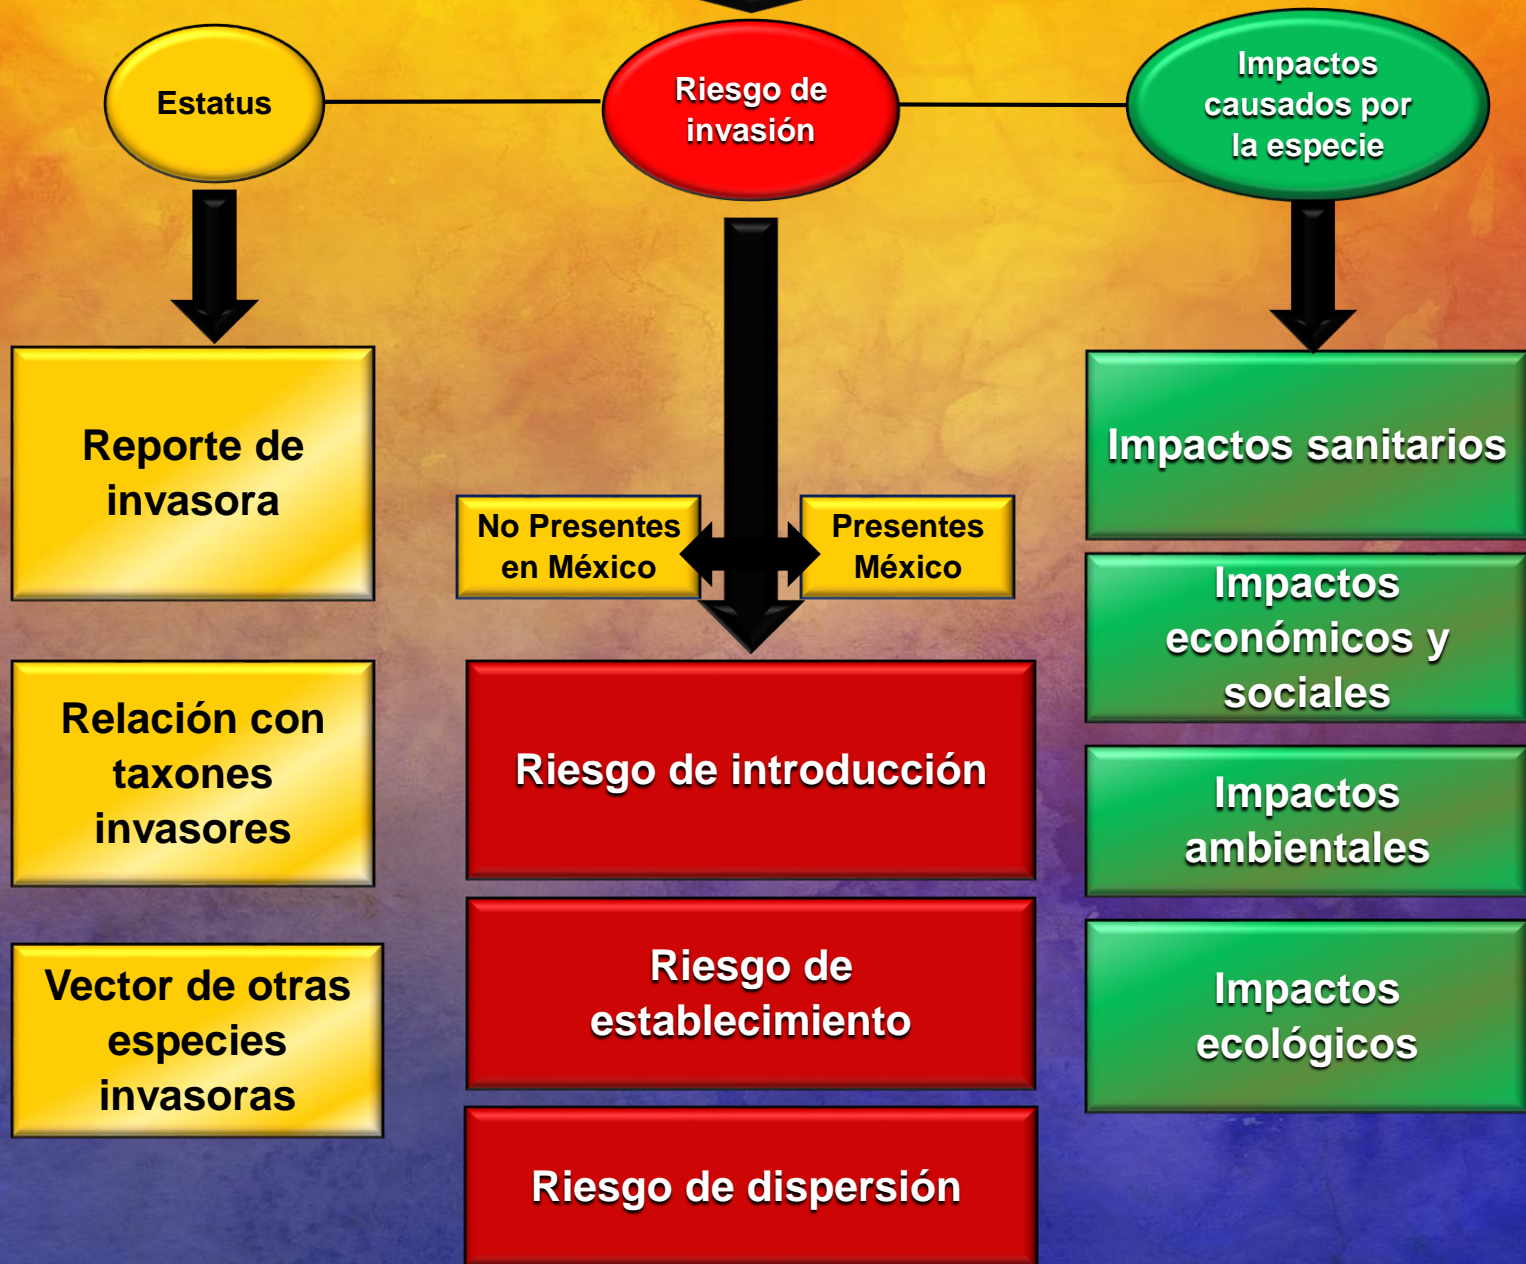 Estatus
Riesgo de
invasión
Impactos
causados por
la especie
Reporte de
invasora
Relación con
taxones
invasores
Vector de otras
especies
invasoras
No Presentes
en México
Presentes
México
Riesgo de introducción
Riesgo de
establecimiento
Riesgo de dispersión
Impactos sanitarios
Impactos
económicos y
sociales
Impactos
ambientales
Impactos
ecológicos